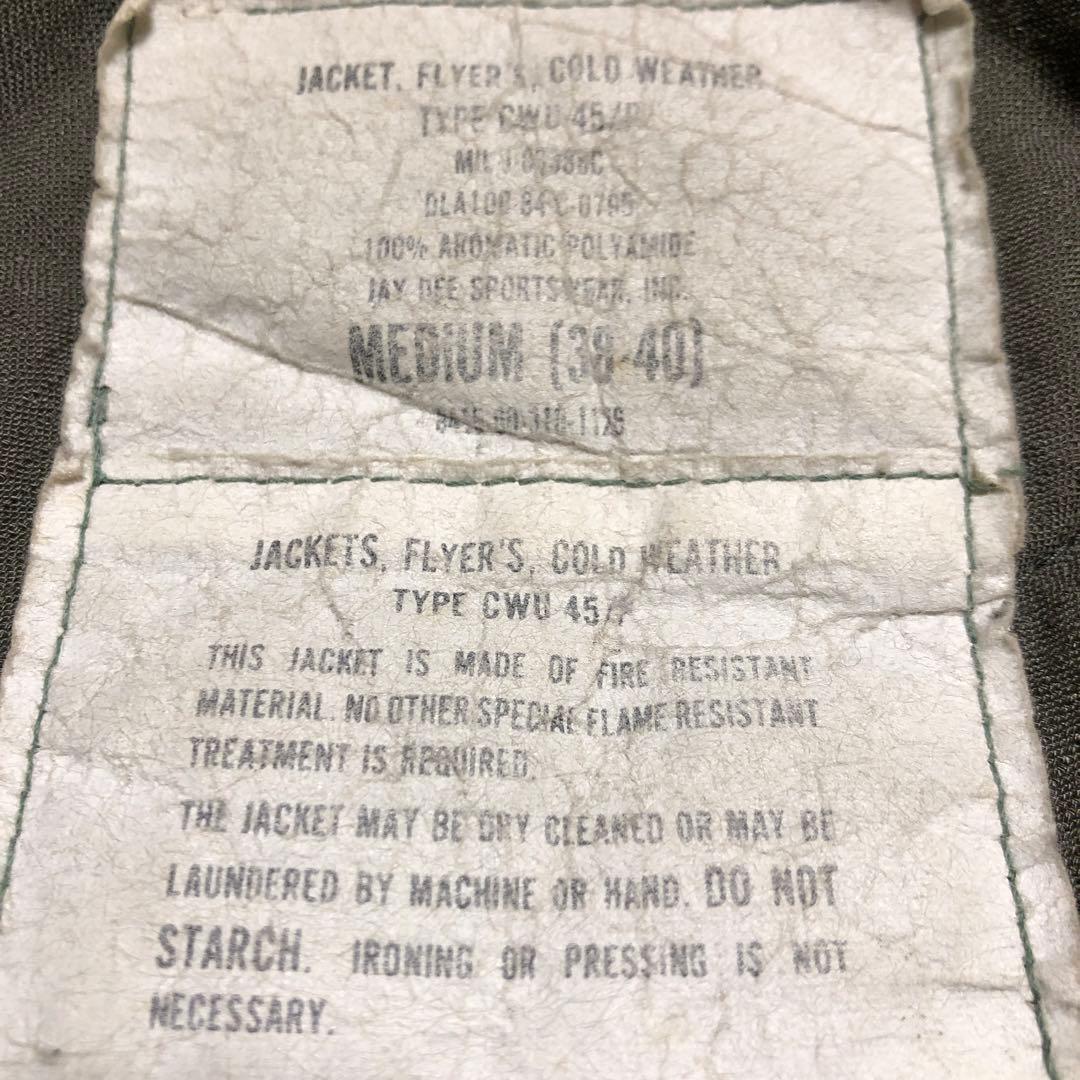 JACKET, FLYER'S, COLD WEATHER
TYPE CWU 45/P
DLA100-84-C-0795
100% AROMATIC POLYAMIDE
JAY DEE SPORTSWEAR, INC.
MEDIUM (38-40)
JACKETS, FLYER'S, COLD WEATHER
TYPE CWU 45/P
THIS JACKET IS MADE OF FIRE RESISTANT
MATERIAL. NO OTHER SPECIAL FLAME RESISTANT
TREATMENT IS REQUIRED.
THE JACKET MAY BE DRY CLEANED OR MAY BE
LAUNDERED BY MACHINE OR HAND. DO NOT
STARCH. IRONING OR PRESSING IS NOT
NECESSARY.